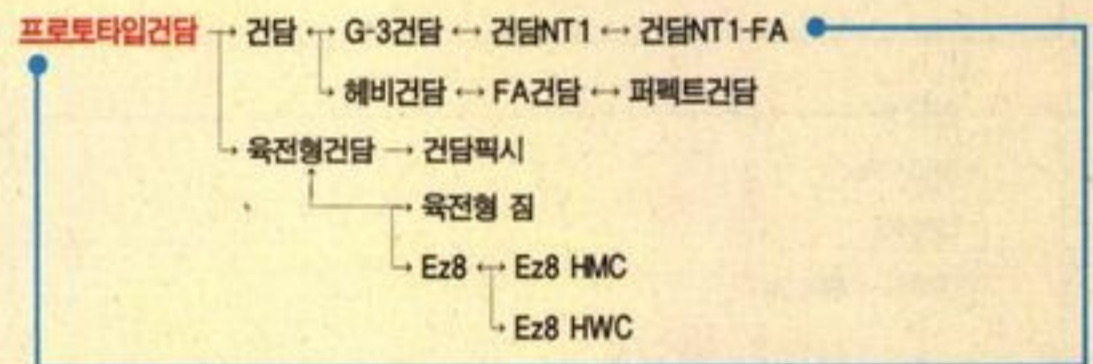 프로토타입건담 → 건담 ↔ G-3건담 ↔ 건담NT1 ↔ 건담NT1-FA
헤비건담 ↔ FA건담 ↔ 퍼펙트건담
육전형건담 → 건담픽시
육전형 짐
Ez8 ↔ Ez8 HMC
Ez8 HWC